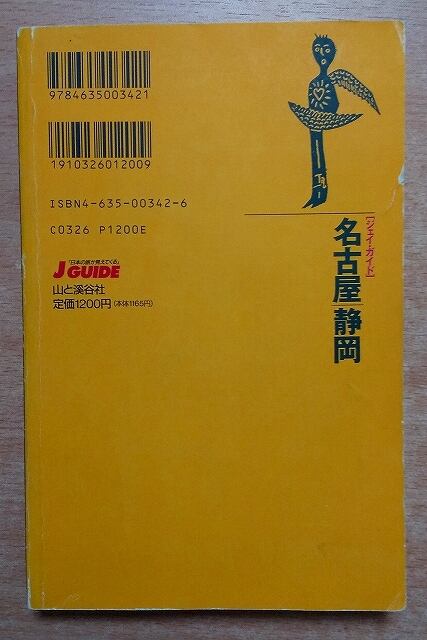 9784635003421
1910326012009
ISBN4-635-00342-6
C0326 P1200E
「日本の旅が見えてくる」
J GUIDE
山と溪谷社
定価1200円(本体1165円)
[ジェイ・ガイド]
名古屋 静岡